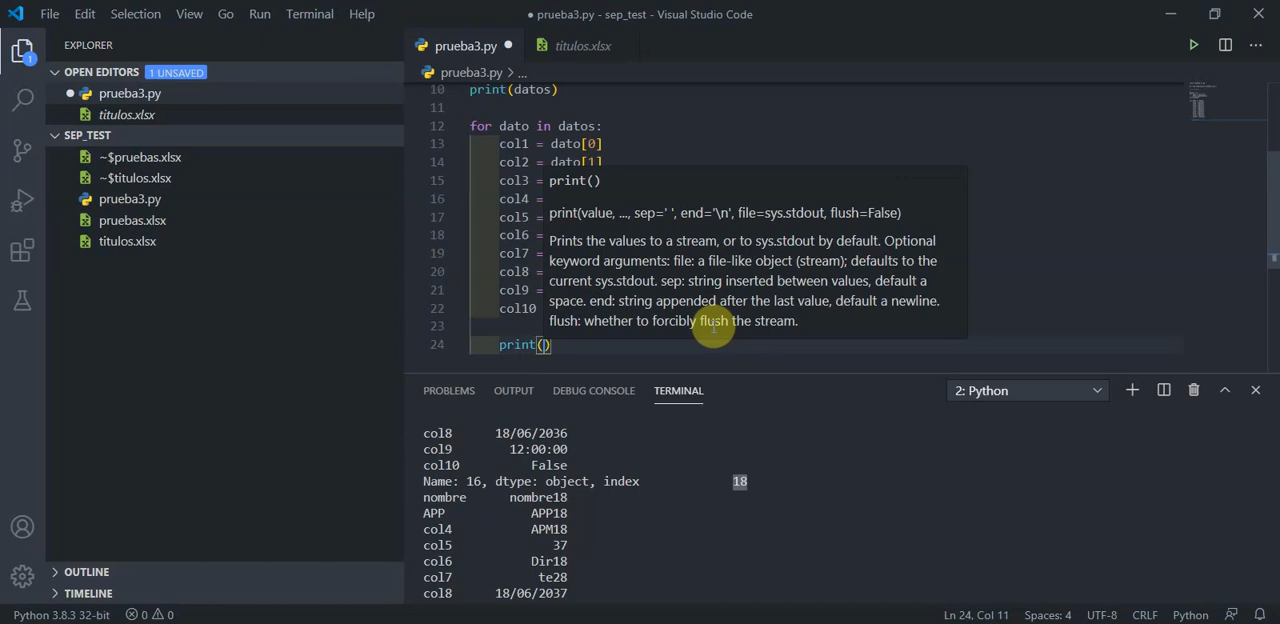 File Edit Selection View Go Run Terminal Help
● prueba3.py - sep_test - Visual Studio Code
EXPLORER
OPEN EDITORS 1 UNSAVED
prueba3.py
titulos.xlsx
SEP_TEST
~$pruebas.xlsx
~$titulos.xlsx
prueba3.py
pruebas.xlsx
titulos.xlsx
OUTLINE
TIMELINE
1
prueba3.py ● titulos.xlsx
prueba3.py > ...
10 print(datos)
11
12 for dato in datos:
13 col1 = dato[0]
14 col2 = dato[1]
15 col3 =
16 col4 =
17 col5 =
18 col6 =
19 col7 =
20 col8 =
21 col9 =
22 col10
23
24 print()
print()
print(value, ..., sep=' ', end='\n', file=sys.stdout, flush=False)
Prints the values to a stream, or to sys.stdout by default. Optional
keyword arguments: file: a file-like object (stream); defaults to the
current sys.stdout. sep: string inserted between values, default a
space. end: string appended after the last value, default a newline.
flush: whether to forcibly flush the stream.
PROBLEMS OUTPUT DEBUG CONSOLE TERMINAL 2: Python
col8 18/06/2036
col9 12:00:00
col10 False
Name: 16, dtype: object, index 18
nombre nombre18
APP APP18
col4 APM18
col5 37
col6 Dir18
col7 te28
col8 18/06/2037
Python 3.8.3 32-bit 0 0 Ln 24, Col 11 Spaces: 4 UTF-8 CRLF Python